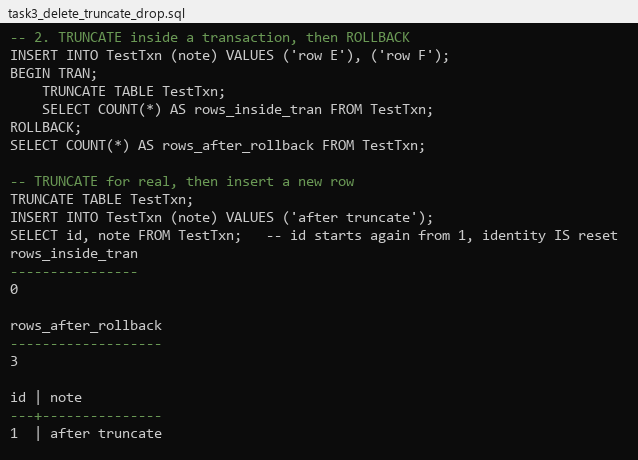 task3_delete_truncate_drop.sql
-- 2. TRUNCATE inside a transaction, then ROLLBACK
INSERT INTO TestTxn (note) VALUES ('row E'), ('row F');
BEGIN TRAN;
    TRUNCATE TABLE TestTxn;
    SELECT COUNT(*) AS rows_inside_tran FROM TestTxn;
ROLLBACK;
SELECT COUNT(*) AS rows_after_rollback FROM TestTxn;

-- TRUNCATE for real, then insert a new row
TRUNCATE TABLE TestTxn;
INSERT INTO TestTxn (note) VALUES ('after truncate');
SELECT id, note FROM TestTxn;   -- id starts again from 1, identity IS reset
rows_inside_tran
----------------
0

rows_after_rollback
-------------------
3

id | note
---+---------------
1  | after truncate